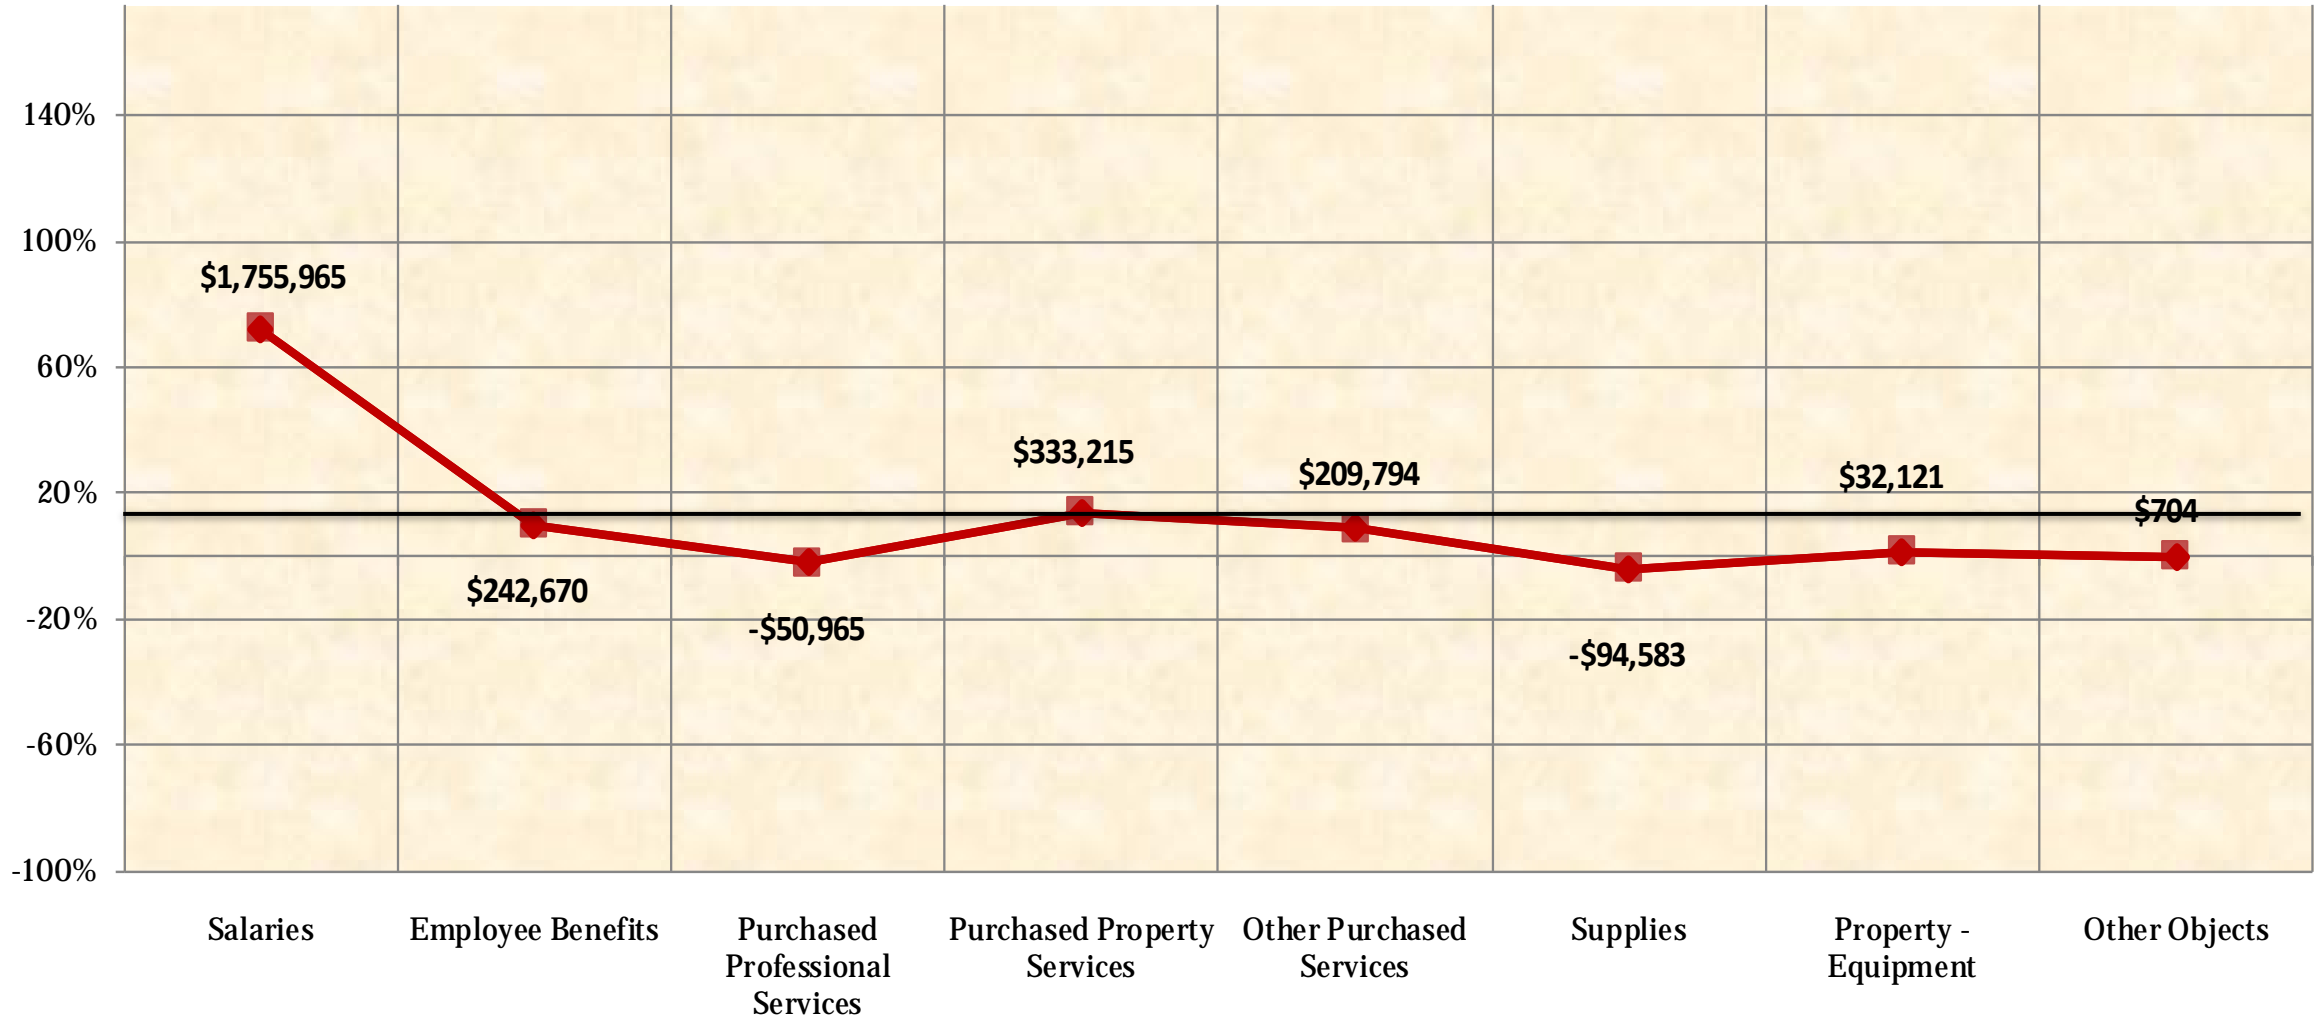 140%
100%
60%
20%
-20%
-60%
-100%
$1,755,965
$242,670
-$50,965
$333,215
$209,794
-$94,583
$32,121
$704
Salaries
Employee Benefits
Purchased
Professional
Services
Purchased Property
Services
Other Purchased
Services
Supplies
Property -
Equipment
Other Objects